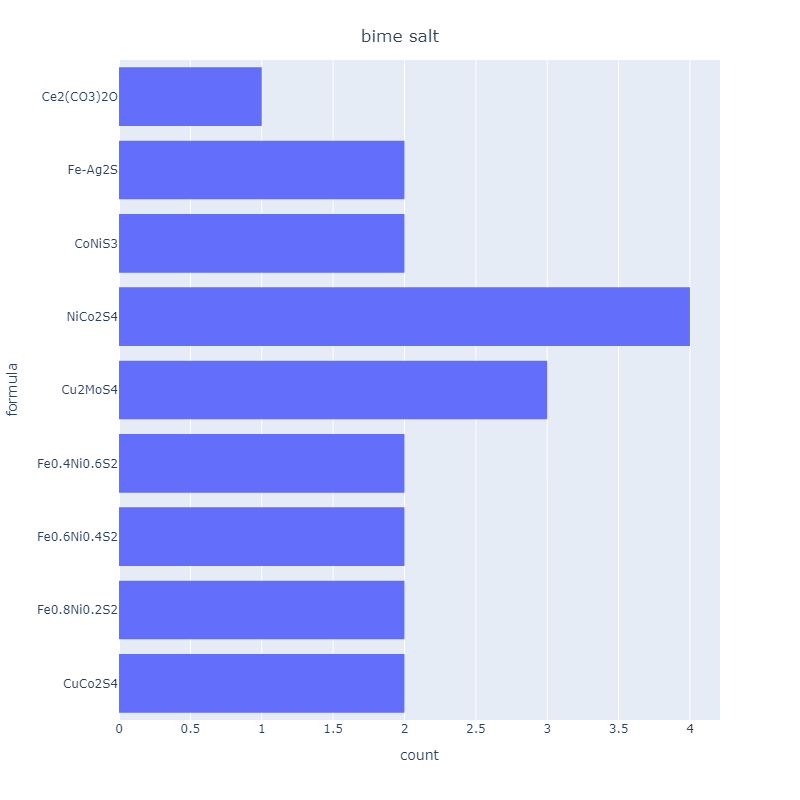 bime salt
Ce2(CO3)2O
Fe-Ag2S
CoNiS3
NiCo2S4
Cu2MoS4
Fe0.4Ni0.6S2
Fe0.6Ni0.4S2
Fe0.8Ni0.2S2
CuCo2S4
formula
0 0.5 1 1.5 2 2.5 3 3.5 4
count